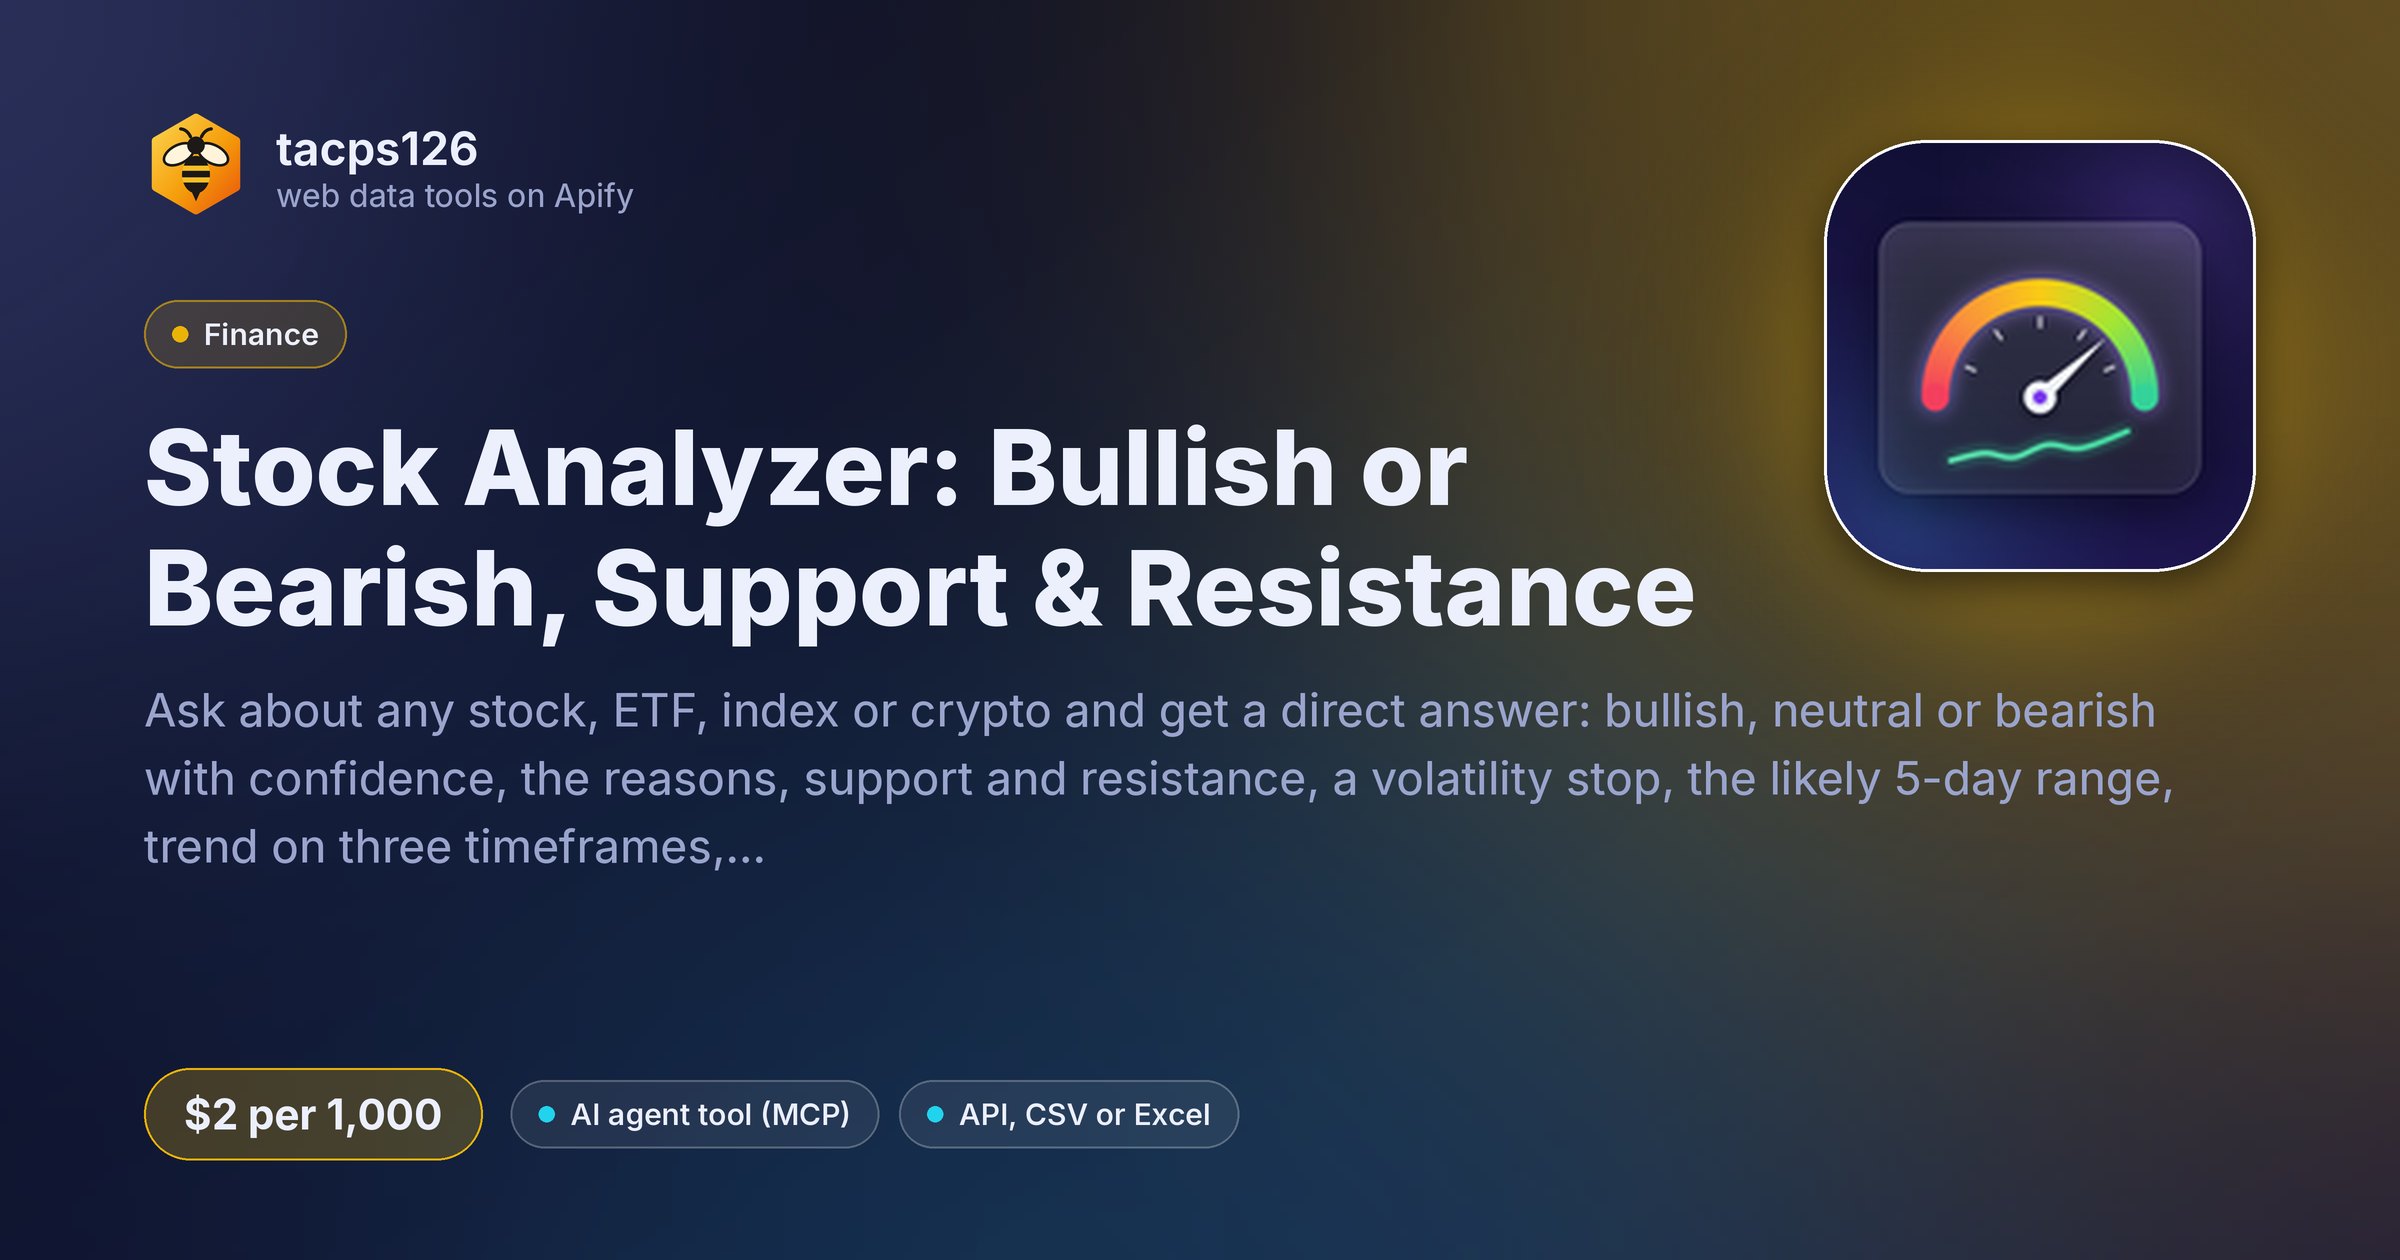 tacps126
web data tools on Apify
Finance
Stock Analyzer: Bullish or
Bearish, Support & Resistance
Ask about any stock, ETF, index or crypto and get a direct answer: bullish, neutral or bearish
with confidence, the reasons, support and resistance, a volatility stop, the likely 5-day range,
trend on three timeframes,...
$2 per 1,000
AI agent tool (MCP)
API, CSV or Excel